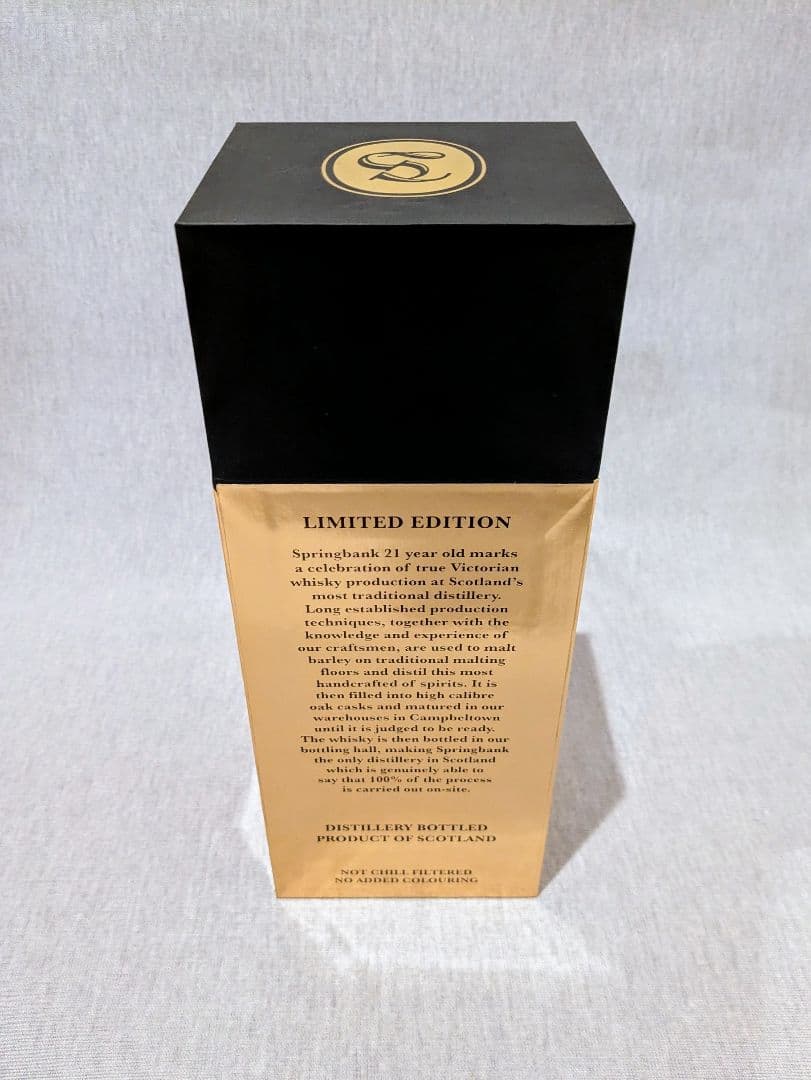 S
LIMITED EDITION
Springbank 21 year old marks
a celebration of true Victorian
whisky production at Scotland's
most traditional distillery.
Long established production
techniques, together with the
knowledge and experience of
our craftsmen, are used to malt
barley on traditional malting
floors and distil this most
handcrafted of spirits. It is
then filled into high calibre
oak casks and matured in our
warehouses in Campbeltown
until it is judged to be ready.
The whisky is then bottled in our
bottling hall, making Springbank
the only distillery in Scotland
which is genuinely able to
say that 100% of the process
is carried out on-site.
DISTILLERY BOTTLED
PRODUCT OF SCOTLAND
NOT CHILL FILTERED
NO ADDED COLOURING